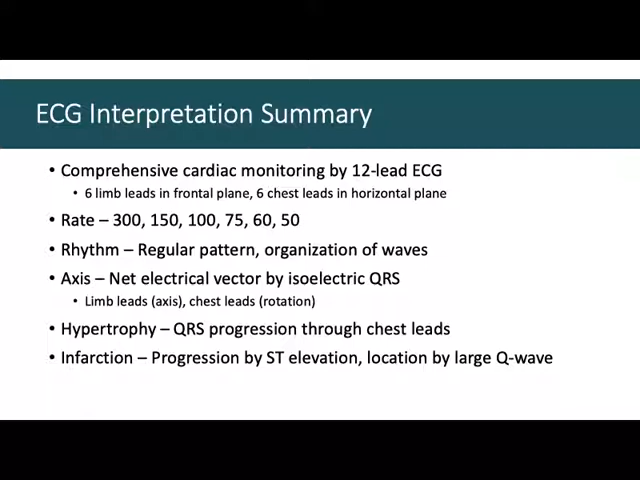 ECG Interpretation Summary
• Comprehensive cardiac monitoring by 12-lead ECG
• 6 limb leads in frontal plane, 6 chest leads in horizontal plane
• Rate – 300, 150, 100, 75, 60, 50
• Rhythm – Regular pattern, organization of waves
• Axis – Net electrical vector by isoelectric QRS
• Limb leads (axis), chest leads (rotation)
• Hypertrophy – QRS progression through chest leads
• Infarction – Progression by ST elevation, location by large Q-wave